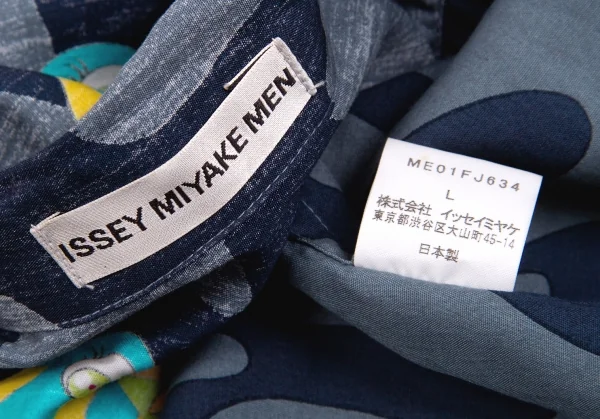 ISSEY MIYAKE MEN
ME01FJ634
L
株式会社 イッセイミヤケ
東京都渋谷区大山町45-14
日本製